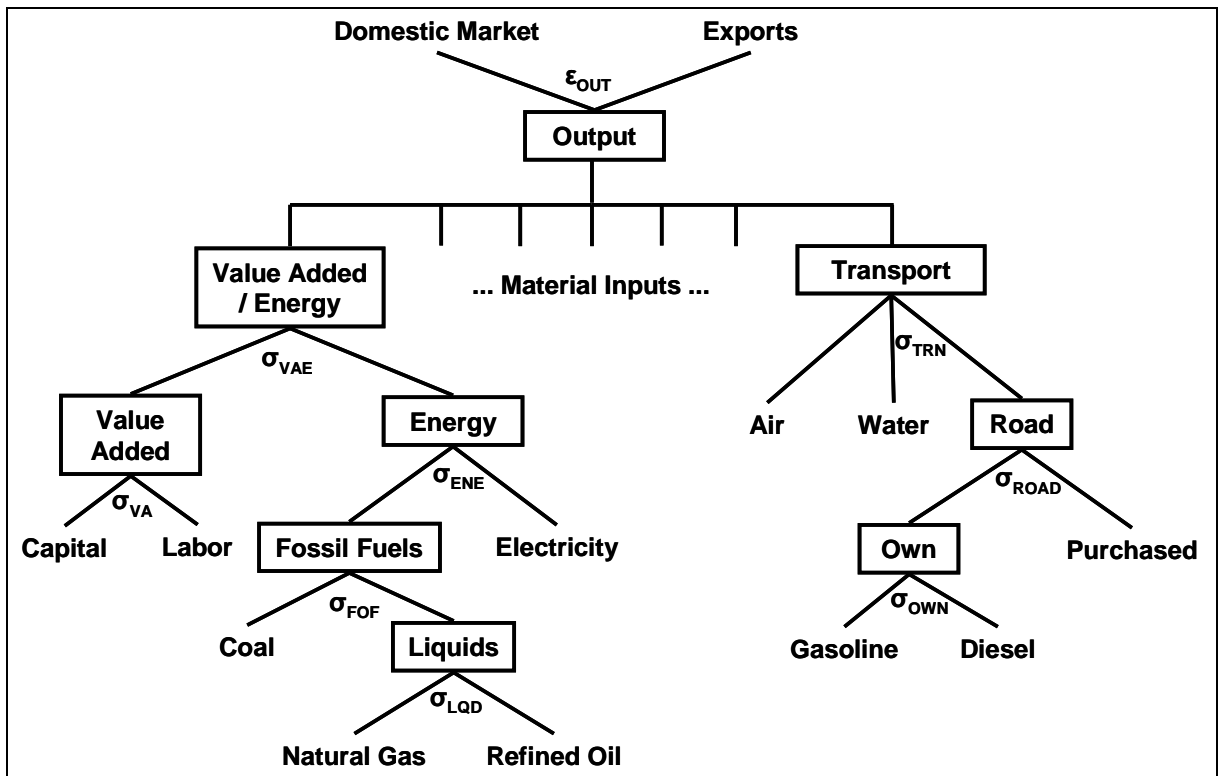 Domestic Market Exports
εOUT
Output
Value Added
/ Energy
... Material Inputs ...
Transport
σVAE
σTRN
Value
Added
Energy
Air Water Road
σVA
σENE
σROAD
Capital Labor Fossil Fuels Electricity Own Purchased
σFOF
σOWN
Coal Liquids Gasoline Diesel
σLQD
Natural Gas Refined Oil